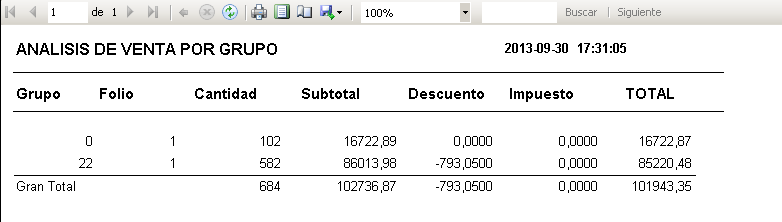 1 de 1 100% Buscar | Siguiente
ANALISIS DE VENTA POR GRUPO 2013-09-30 17:31:05
Grupo Folio Cantidad Subtotal Descuento Impuesto TOTAL
0 1 102 16722,89 0,0000 0,0000 16722,87
22 1 582 86013,98 -793,0500 0,0000 85220,48
Gran Total 684 102736,87 -793,0500 0,0000 101943,35